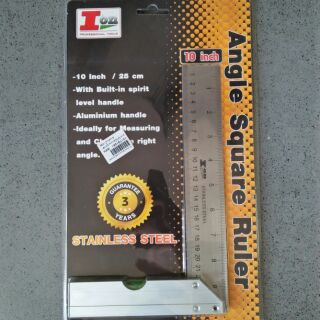 Ion
PROFESSIONAL TOOLS
-10 Inch / 25 cm
-With Built-in spirit
level handle
-Aluminium handle
-Ideally for Measuring
and right
angle.
GUARANTEE
3
YEARS
STAINLESS STEEL
10 inch
Angle Square Ruler